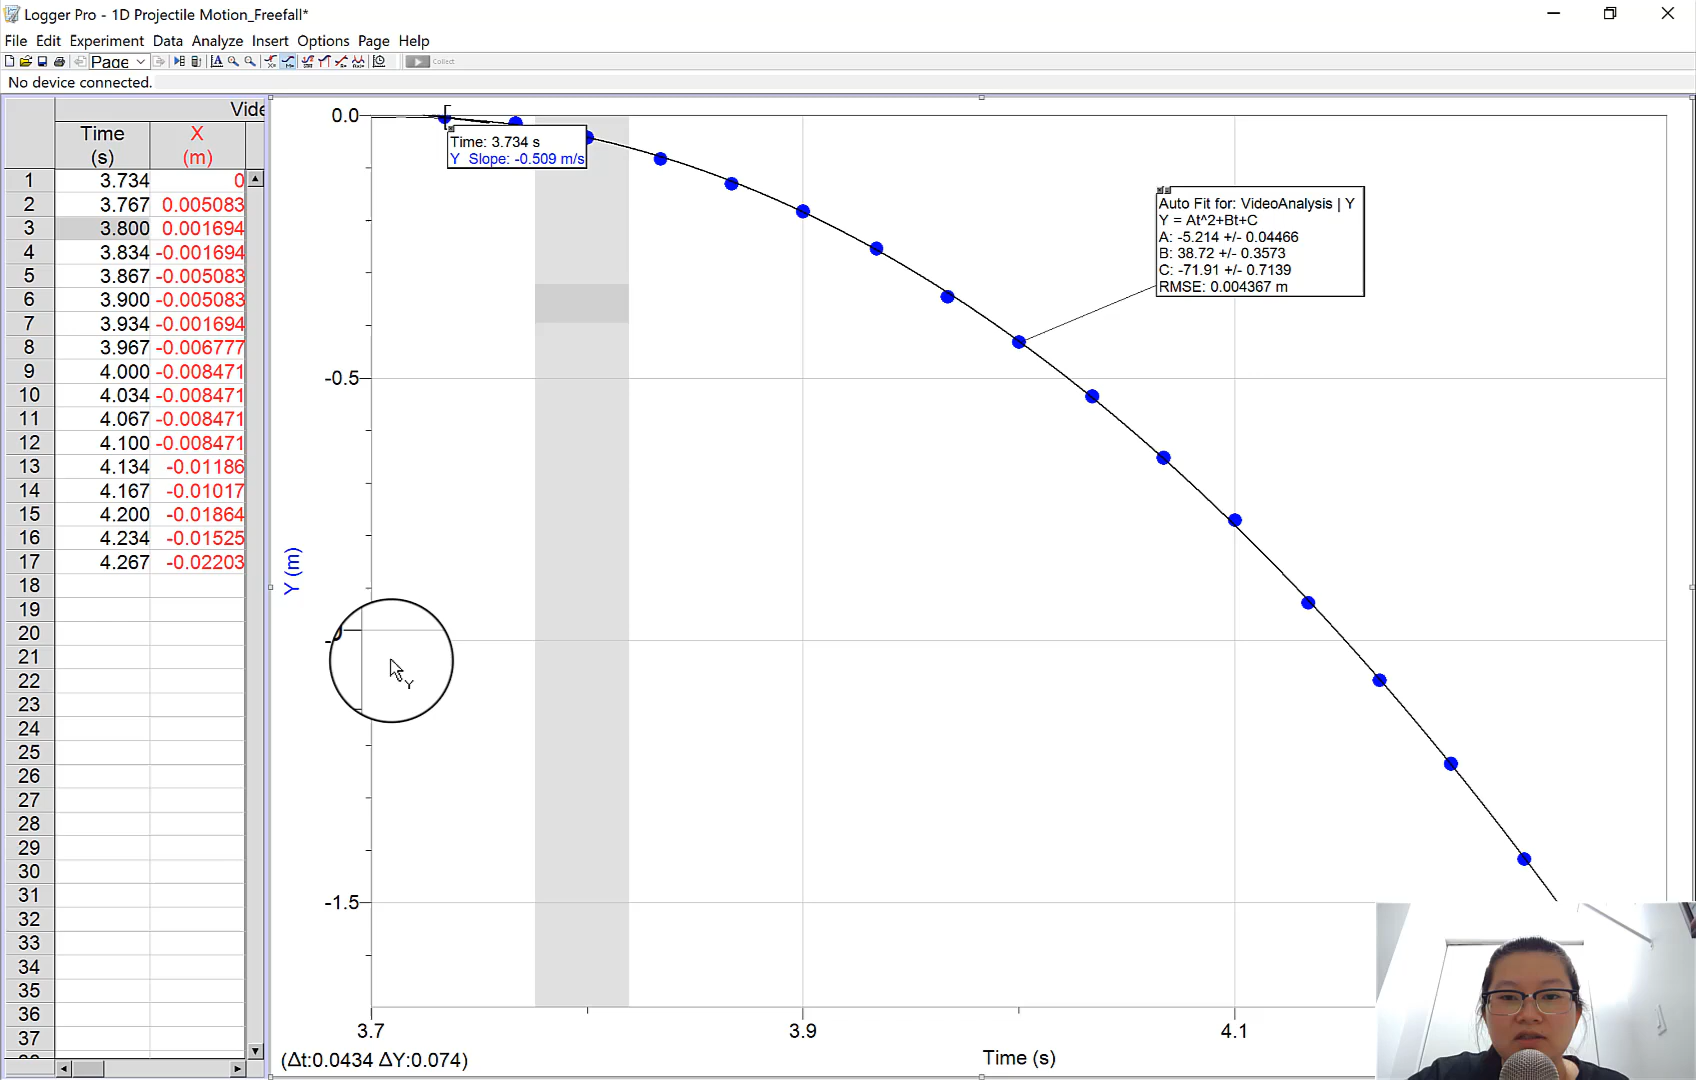 Logger Pro - 1D Projectile Motion_Freefall*
File Edit Experiment Data Analyze Insert Options Page Help
Page
Collect
No device connected.
Vide
Time X
(s) (m)
1 3.734 0
2 3.767 0.005083
3 3.800 0.001694
4 3.834 -0.001694
5 3.867 -0.005083
6 3.900 -0.005083
7 3.934 -0.001694
8 3.967 -0.006777
9 4.000 -0.008471
10 4.034 -0.008471
11 4.067 -0.008471
12 4.100 -0.008471
13 4.134 -0.01186
14 4.167 -0.01017
15 4.200 -0.01864
16 4.234 -0.01525
17 4.267 -0.02203
18
19
20
21
22
23
24
25
26
27
28
29
30
31
32
33
34
35
36
37
0.0
Time: 3.734 s
Y Slope: -0.509 m/s
Auto Fit for: VideoAnalysis | Y
Y = At^2+Bt+C
A: -5.214 +/- 0.04466
B: 38.72 +/- 0.3573
C: -71.91 +/- 0.7139
RMSE: 0.004367 m
-0.5
Y (m)
Y
-1.5
3.7 3.9 4.1
(Δt:0.0434 ΔY:0.074)
Time (s)